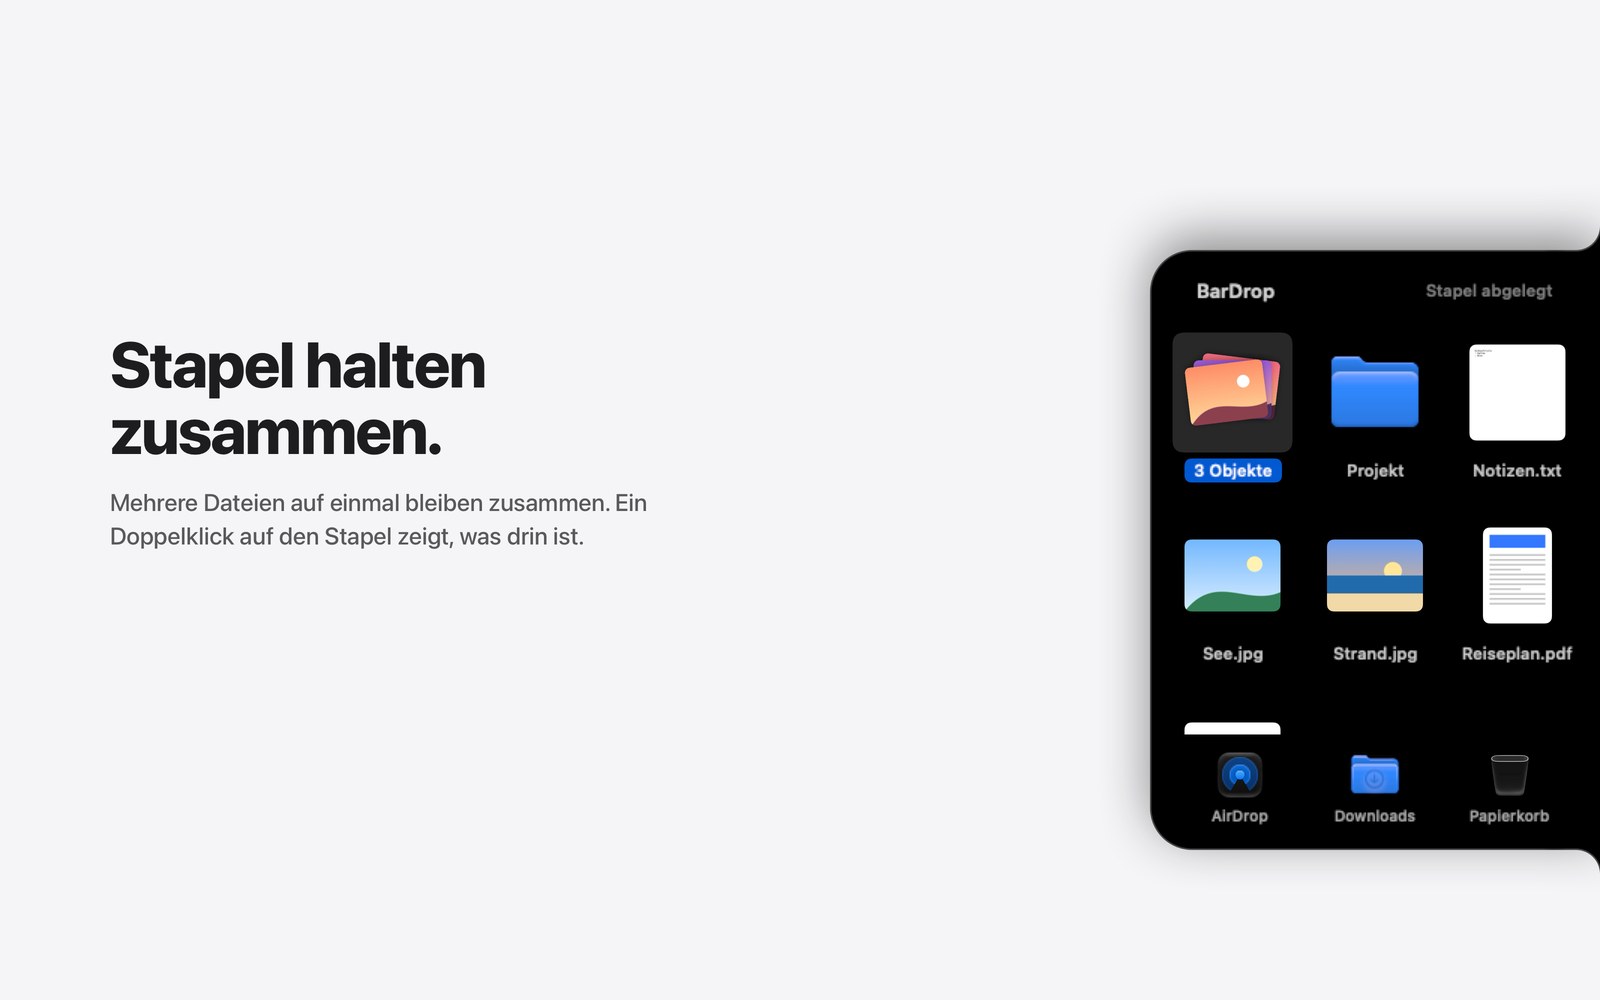 Stapel halten
zusammen.
Mehrere Dateien auf einmal bleiben zusammen. Ein
Doppelklick auf den Stapel zeigt, was drin ist.
BarDrop
Stapel abgelegt
3 Objekte
Projekt
Notizen.txt
See.jpg
Strand.jpg
Reiseplan.pdf
AirDrop
Downloads
Papierkorb